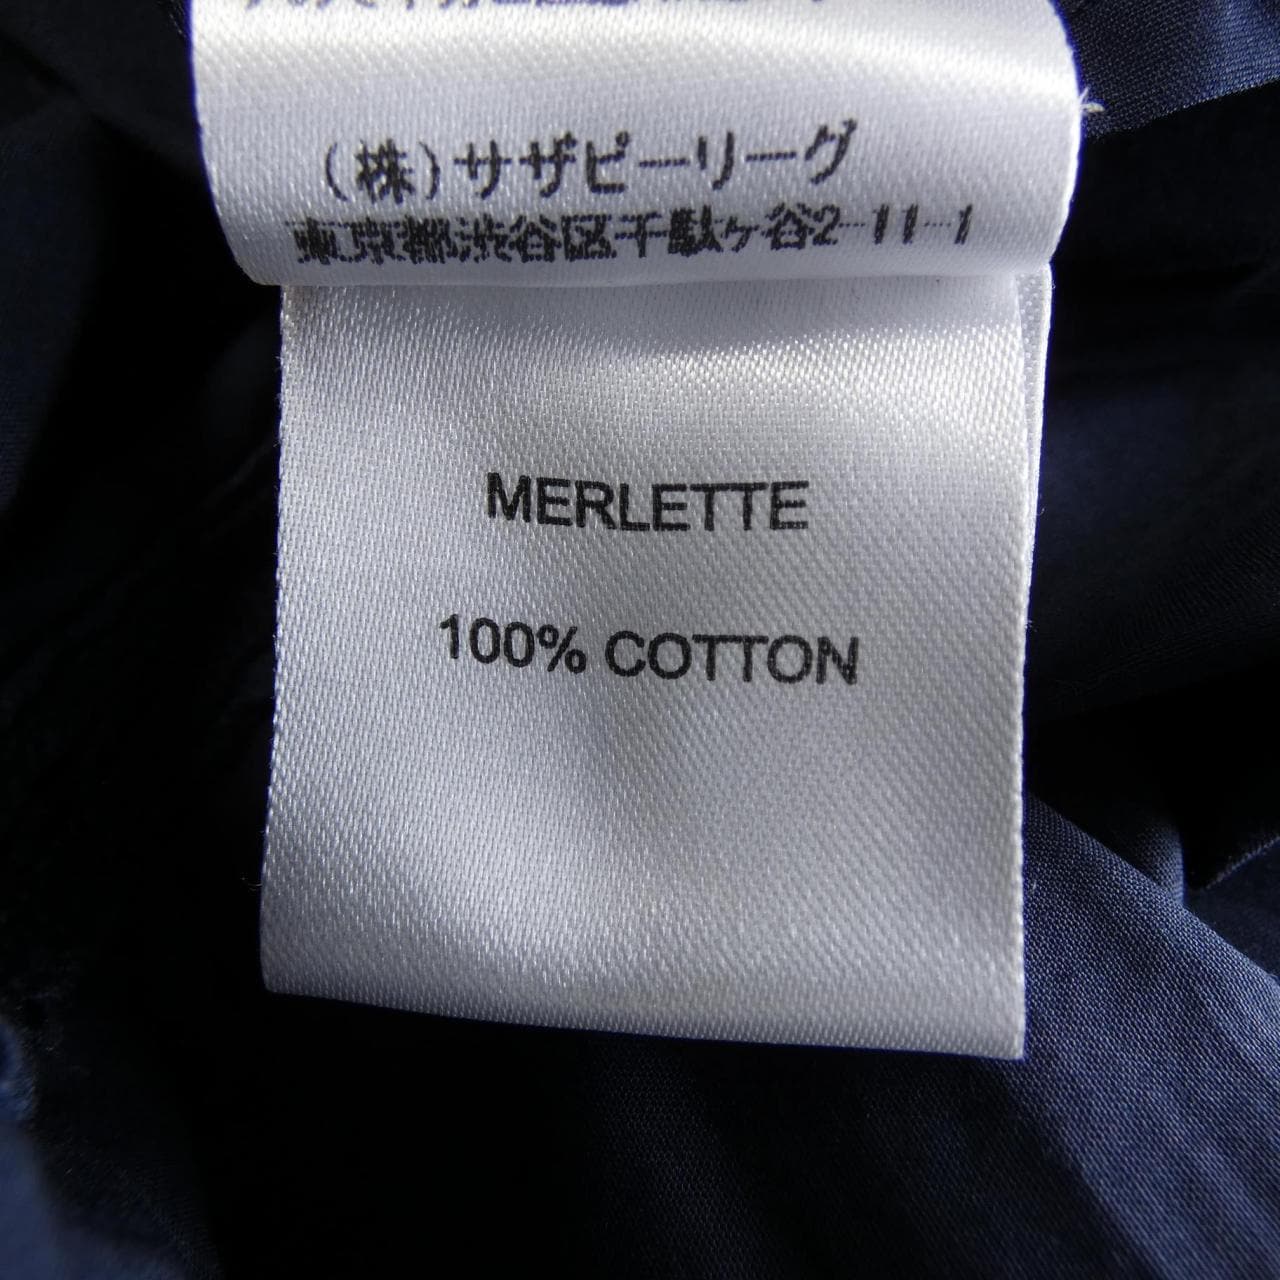 (株)サザビーリーグ
東京都渋谷区千駄ヶ谷2-11-1
MERLETTE
100% COTTON